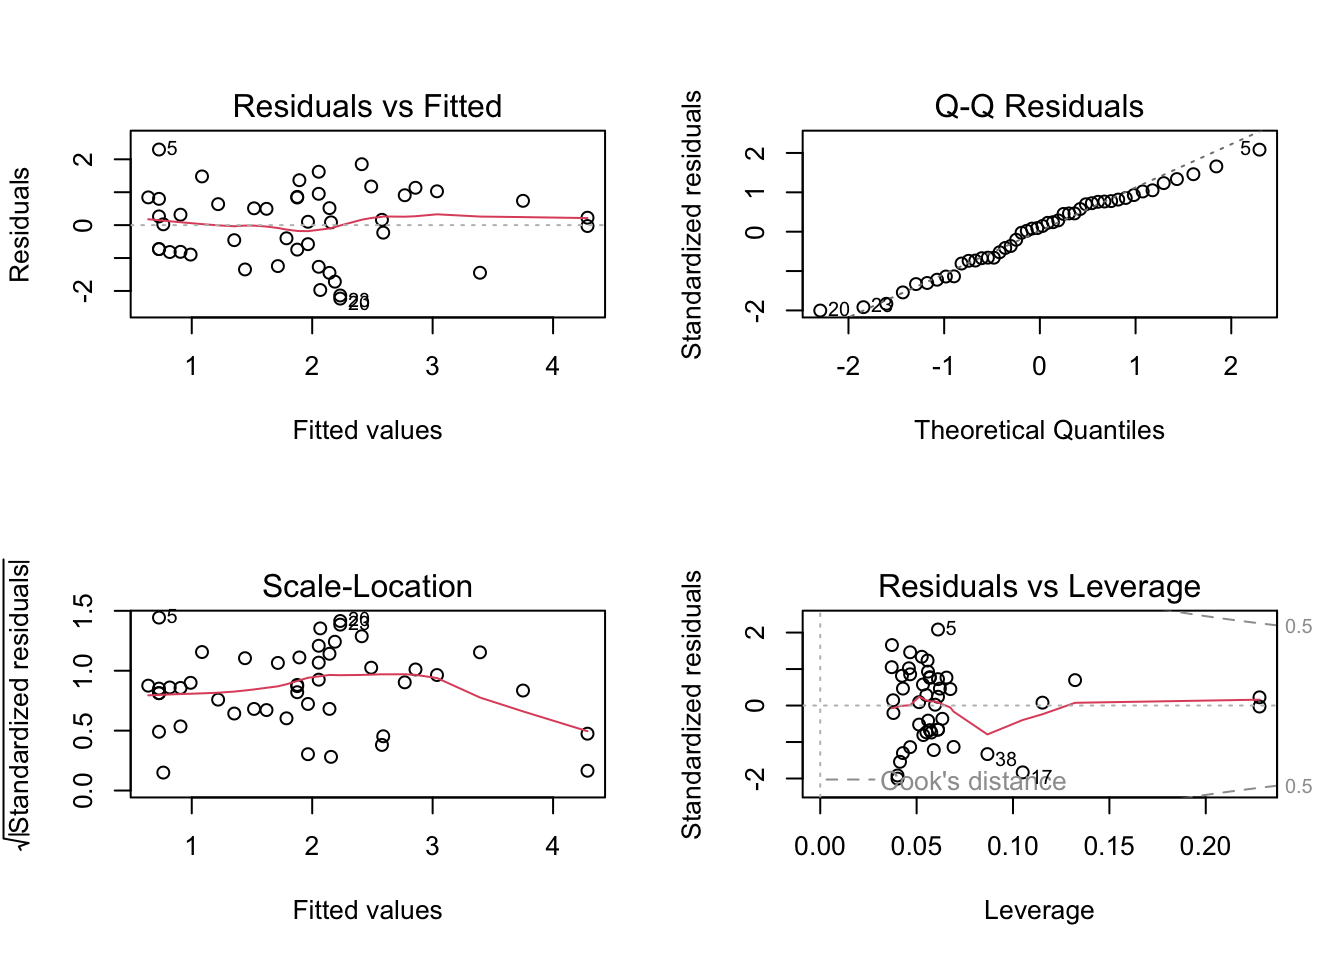 Residuals vs Fitted
Residuals
2
0
-2
5
23
20
1 2 3 4
Fitted values
Q-Q Residuals
Standardized residuals
2
1
0
-2
5
20
23
-2 -1 0 1 2
Theoretical Quantiles
Scale-Location
√|Standardized residuals|
1.5
1.0
0.5
0.0
5
20
23
1 2 3 4
Fitted values
Residuals vs Leverage
Standardized residuals
2
0
-2
5
38
17
Cook's distance
0.5
0.5
0.00 0.05 0.10 0.15 0.20
Leverage